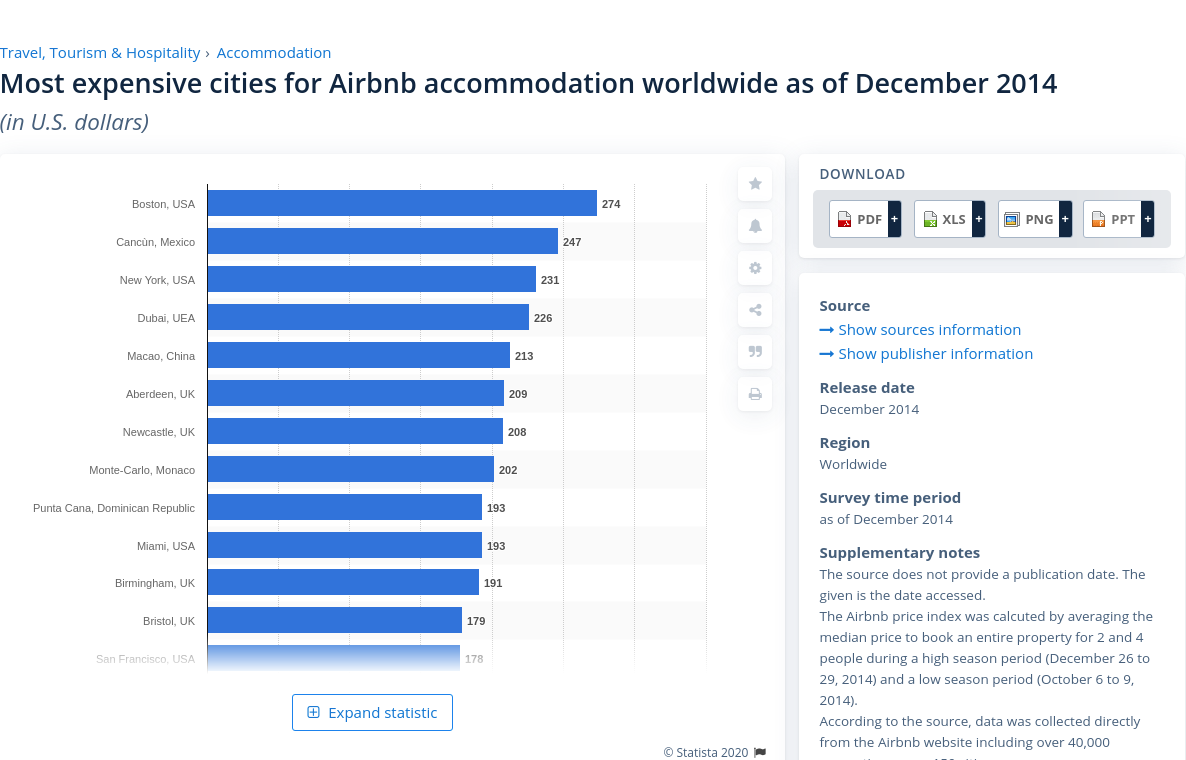 Travel, Tourism & Hospitality › Accommodation
Most expensive cities for Airbnb accommodation worldwide as of December 2014
(in U.S. dollars)
Boston, USA 274
Cancún, Mexico 247
New York, USA 231
Dubai, UEA 226
Macao, China 213
Aberdeen, UK 209
Newcastle, UK 208
Monte-Carlo, Monaco 202
Punta Cana, Dominican Republic 193
Miami, USA 193
Birmingham, UK 191
Bristol, UK 179
San Francisco, USA 178
Expand statistic
© Statista 2020
DOWNLOAD
PDF + XLS + PNG + PPT +
Source
Show sources information
Show publisher information
Release date
December 2014
Region
Worldwide
Survey time period
as of December 2014
Supplementary notes
The source does not provide a publication date. The
given is the date accessed.
The Airbnb price index was calcuted by averaging the
median price to book an entire property for 2 and 4
people during a high season period (December 26 to
29, 2014) and a low season period (October 6 to 9,
2014).
According to the source, data was collected directly
from the Airbnb website including over 40,000